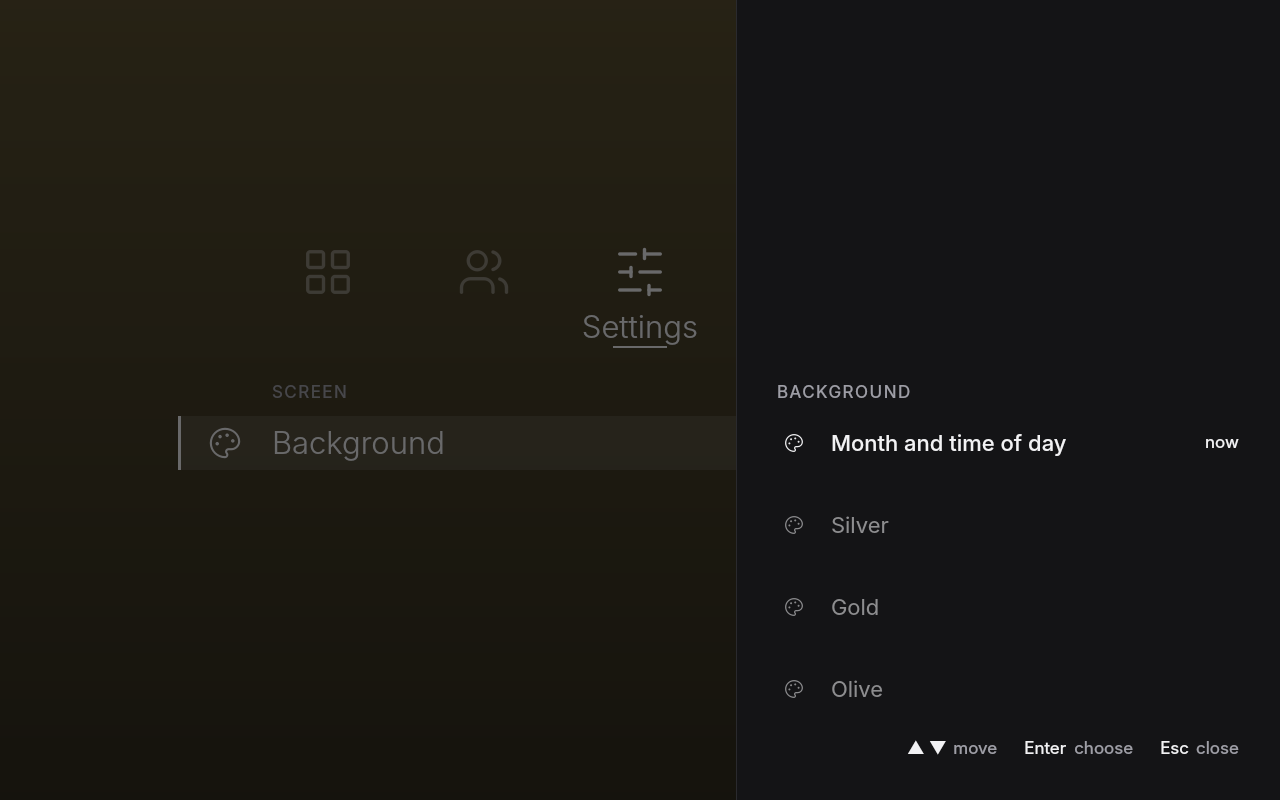 Settings
SCREEN
Background
BACKGROUND
Month and time of day now
Silver
Gold
Olive
▲▼ move Enter choose Esc close